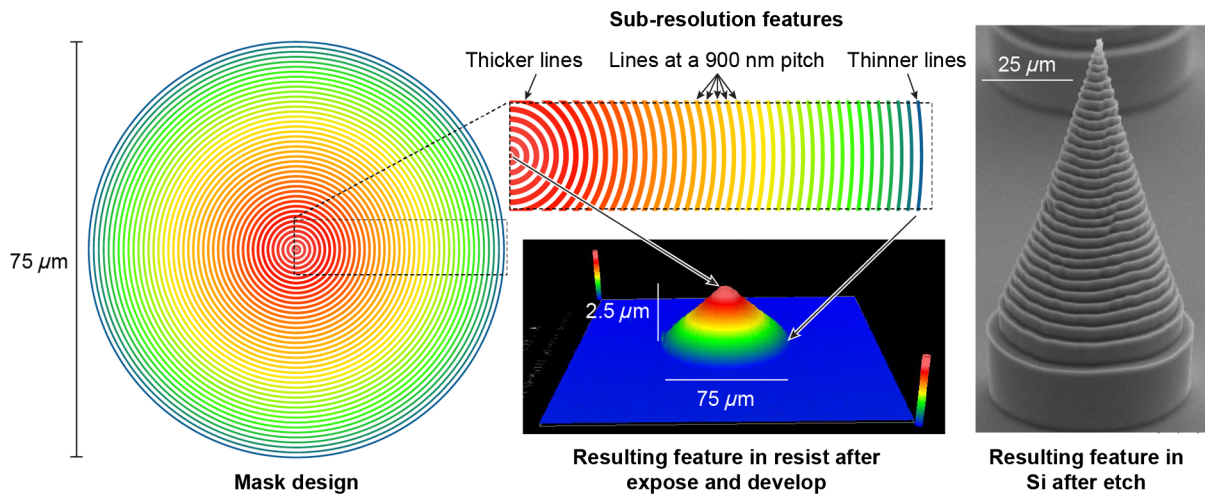 Sub-resolution features
Thicker lines
Lines at a 900 nm pitch
Thinner lines
25 µm
75 µm
2.5 µm
75 µm
Mask design
Resulting feature in resist after
expose and develop
Resulting feature in
Si after etch